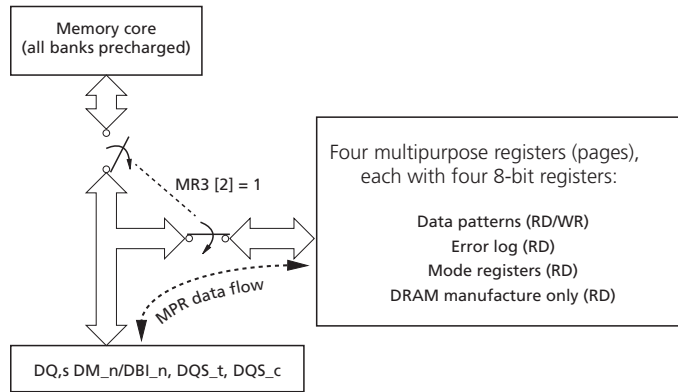 Memory core
(all banks precharged)
MR3 [2] = 1
Four multipurpose registers (pages),
each with four 8-bit registers:
Data patterns (RD/WR)
Error log (RD)
Mode registers (RD)
DRAM manufacture only (RD)
MPR data flow
DQ,s DM_n/DBI_n, DQS_t, DQS_c